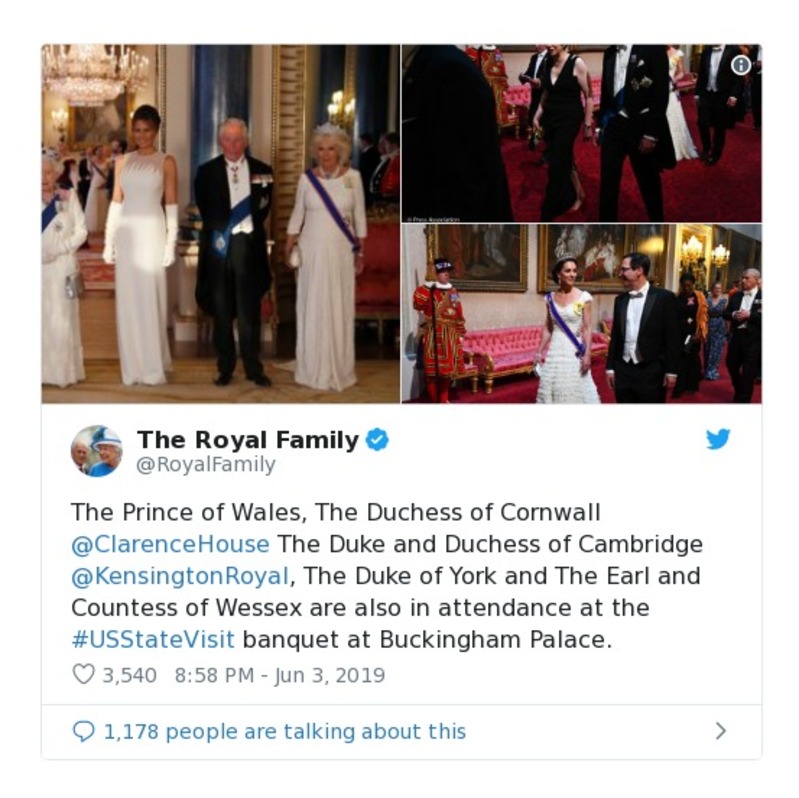 © Press Association
The Royal Family
@RoyalFamily
The Prince of Wales, The Duchess of Cornwall
@ClarenceHouse The Duke and Duchess of Cambridge
@KensingtonRoyal, The Duke of York and The Earl and
Countess of Wessex are also in attendance at the
#USStateVisit banquet at Buckingham Palace.
3,540 8:58 PM - Jun 3, 2019
1,178 people are talking about this